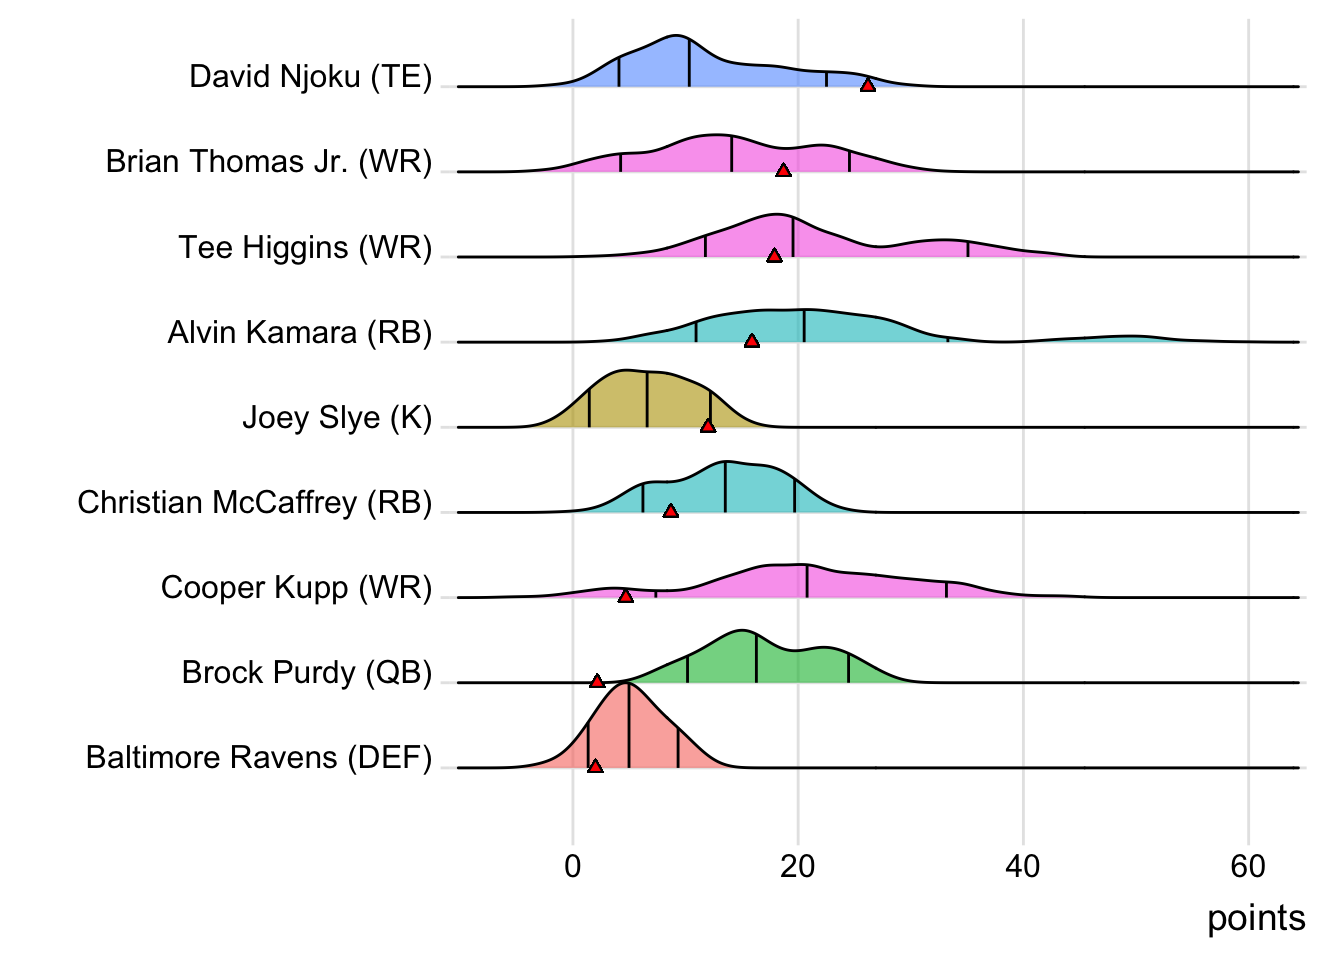 David Njoku (TE)
Brian Thomas Jr. (WR)
Tee Higgins (WR)
Alvin Kamara (RB)
Joey Slye (K)
Christian McCaffrey (RB)
Cooper Kupp (WR)
Brock Purdy (QB)
Baltimore Ravens (DEF)
0 20 40 60
points